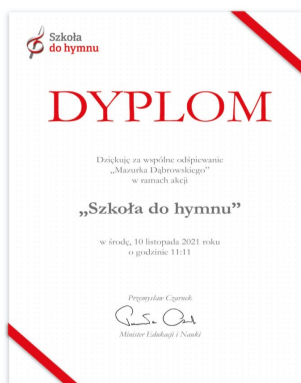 Szkoła
do hymnu
DYPLOM
Dziękuję za wspólne odśpiewanie
„Mazurka Dąbrowskiego”
w ramach akcji
„Szkoła do hymnu”
w środę, 10 listopada 2021 roku
o godzinie 11:11
Przemysław Czarnek
Minister Edukacji i Nauki